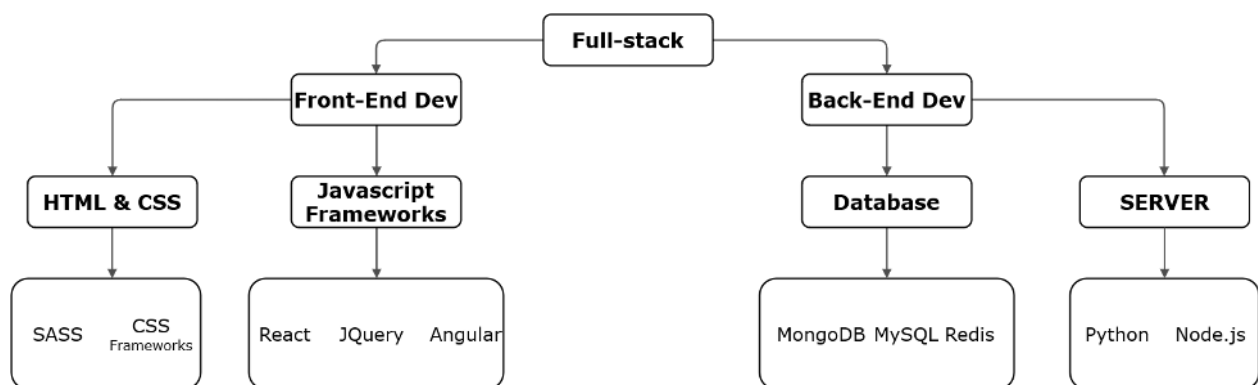 Full-stack
Front-End Dev
Back-End Dev
HTML & CSS
Javascript
Frameworks
Database
SERVER
SASS
CSS
Frameworks
React JQuery Angular
MongoDB MySQL Redis
Python Node.js